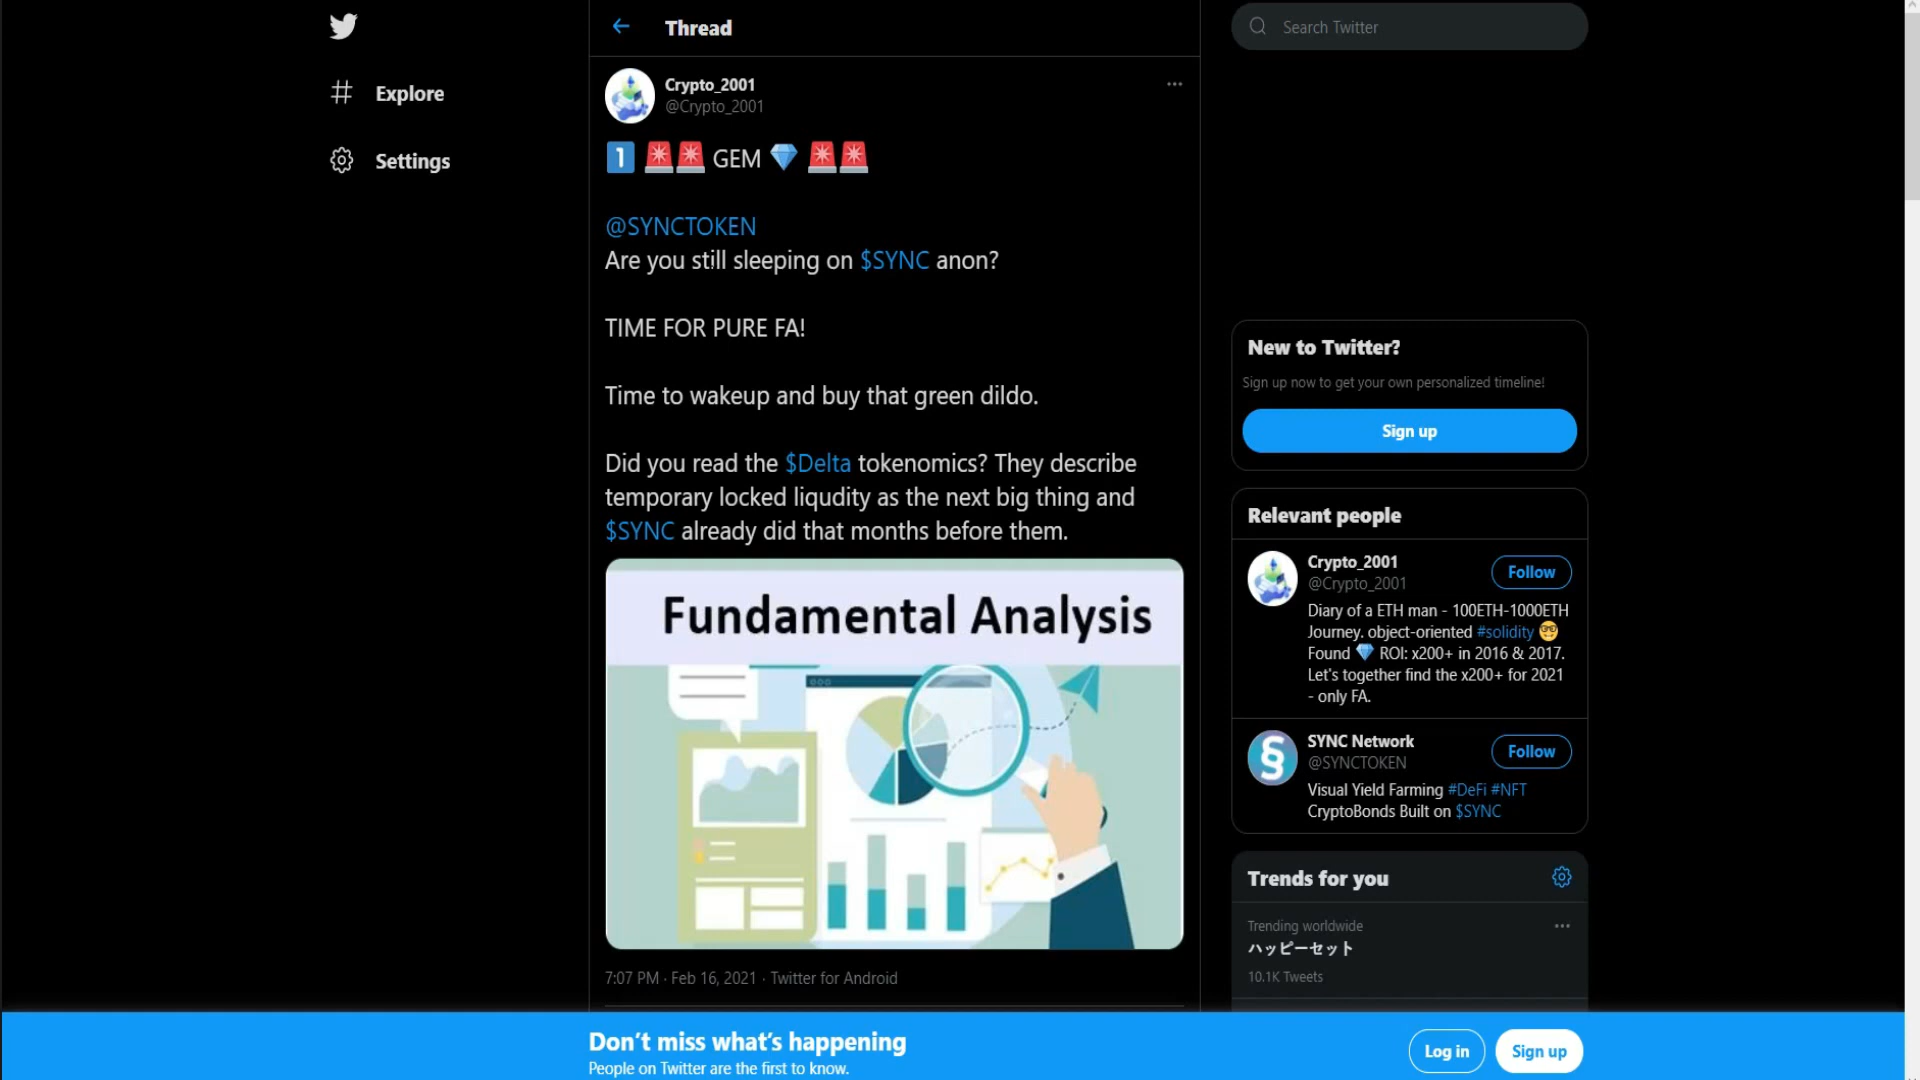 Thread
Search Twitter
Explore
Settings
Crypto_2001
@Crypto_2001
1 🚨🚨 GEM 💎 🚨🚨
@SYNCTOKEN
Are you still sleeping on $SYNC anon?
TIME FOR PURE FA!
Time to wakeup and buy that green dildo.
Did you read the $Delta tokenomics? They describe
temporary locked liqudity as the next big thing and
$SYNC already did that months before them.
Fundamental Analysis
7:07 PM · Feb 16, 2021 · Twitter for Android
New to Twitter?
Sign up now to get your own personalized timeline!
Sign up
Relevant people
Crypto_2001
@Crypto_2001
Follow
Diary of a ETH man - 100ETH-1000ETH
Journey. object-oriented #solidity 🤓
Found 💎 ROI: x200+ in 2016 & 2017.
Let's together find the x200+ for 2021
- only FA.
SYNC Network
@SYNCTOKEN
Follow
Visual Yield Farming #DeFi #NFT
CryptoBonds Built on $SYNC
Trends for you
Trending worldwide
ハッピーセット
10.1K Tweets
Don't miss what's happening
People on Twitter are the first to know.
Log in
Sign up